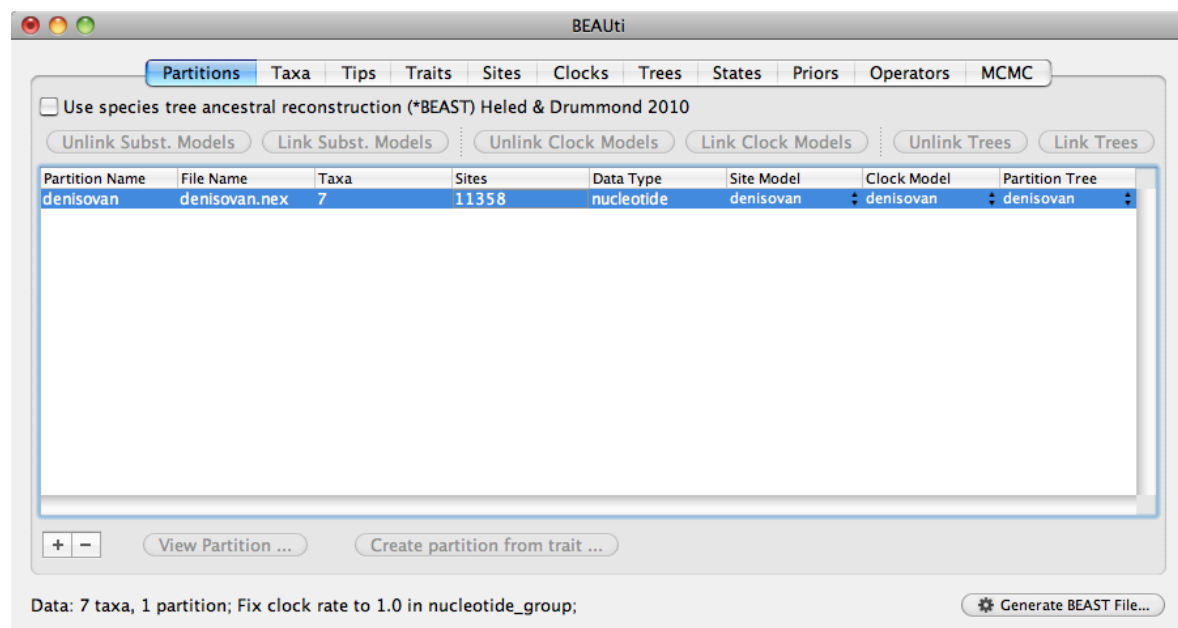 BEAUti
Partitions Taxa Tips Traits Sites Clocks Trees States Priors Operators MCMC
Use species tree ancestral reconstruction (*BEAST) Heled & Drummond 2010
Unlink Subst. Models Link Subst. Models Unlink Clock Models Link Clock Models Unlink Trees Link Trees
Partition Name File Name Taxa Sites Data Type Site Model Clock Model Partition Tree
denisovan denisovan.nex 7 11358 nucleotide denisovan denisovan denisovan
+ − View Partition ... Create partition from trait ...
Data: 7 taxa, 1 partition; Fix clock rate to 1.0 in nucleotide_group; Generate BEAST File...